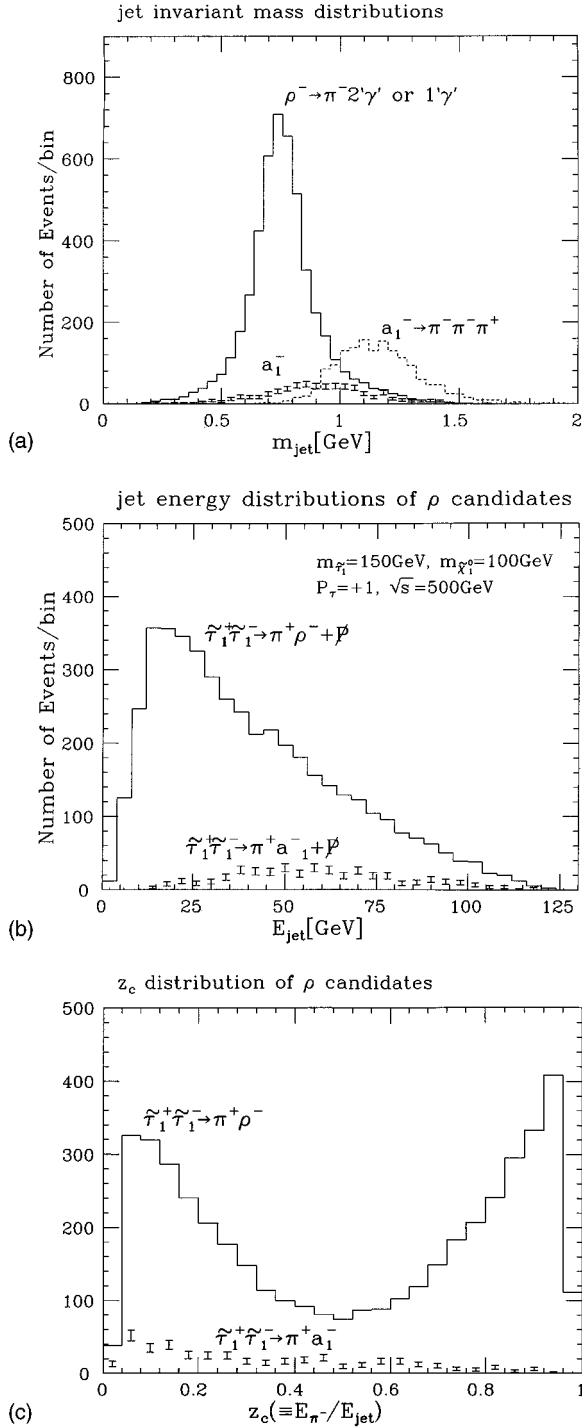 jet invariant mass distributions
Number of Events/bin
800
600
400
200
0
ρ⁻→π⁻2'γ' or 1'γ'
a₁⁻→π⁻π⁻π⁺
a₁⁻
0 0.5 1 1.5 2
m_jet[GeV]
(a)
jet energy distributions of ρ candidates
Number of Events/bin
500
400
300
200
100
0
m_τ̃₁=150GeV, m_χ̃₁⁰=100GeV
P_τ=+1, √s=500GeV
τ̃₁⁺τ̃₁⁻→π⁺ρ⁻+P̸
τ̃₁⁺τ̃₁⁻→π⁺a⁻₁+P̸
0 25 50 75 100 125
E_jet[GeV]
(b)
z_c distribution of ρ candidates
500
400
300
200
100
0
τ̃₁⁺τ̃₁⁻→π⁺ρ⁻
τ̃₁⁺τ̃₁⁻→π⁺a₁⁻
0 0.2 0.4 0.6 0.8 1
z_c(≡E_π⁻/E_jet)
(c)